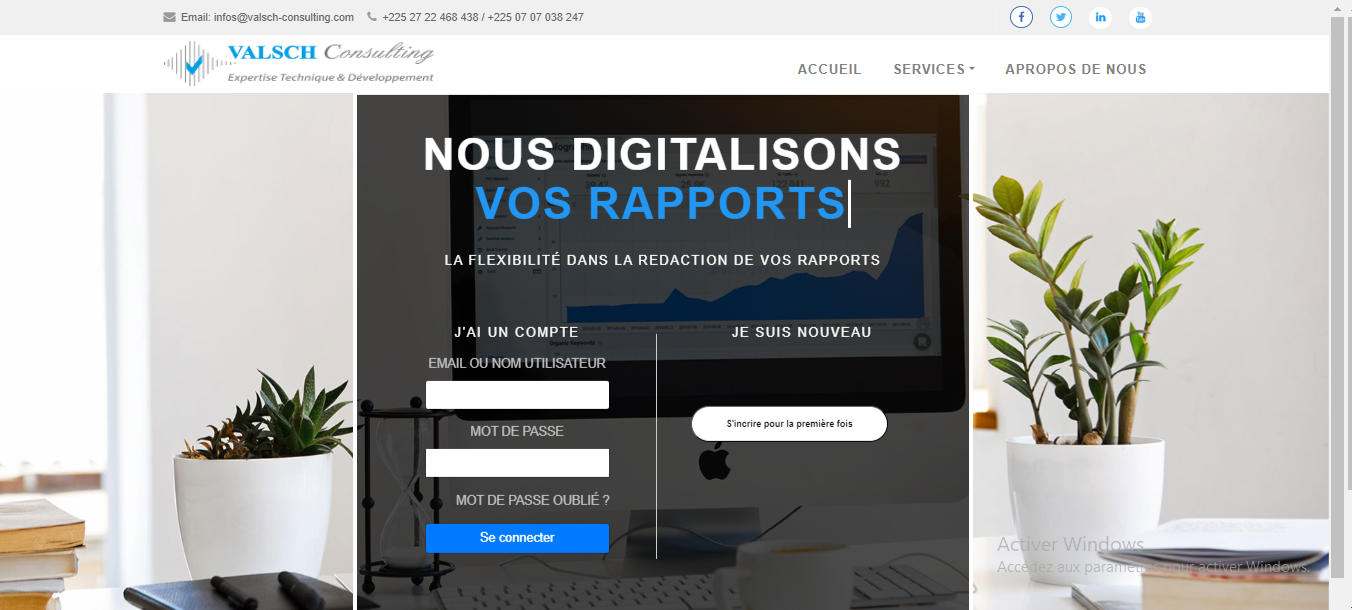 Email: infos@valsch-consulting.com +225 27 22 468 438 / +225 07 07 038 247
VALSCH Consulting
Expertise Technique & Développement
ACCUEIL SERVICES APROPOS DE NOUS
NOUS DIGITALISONS
VOS RAPPORTS
LA FLEXIBILITÉ DANS LA REDACTION DE VOS RAPPORTS
J'AI UN COMPTE
JE SUIS NOUVEAU
EMAIL OU NOM UTILISATEUR
S'incrire pour la première fois
MOT DE PASSE
MOT DE PASSE OUBLIÉ ?
Se connecter
Activer Windows
Accédez aux paramètres pour activer Windows.